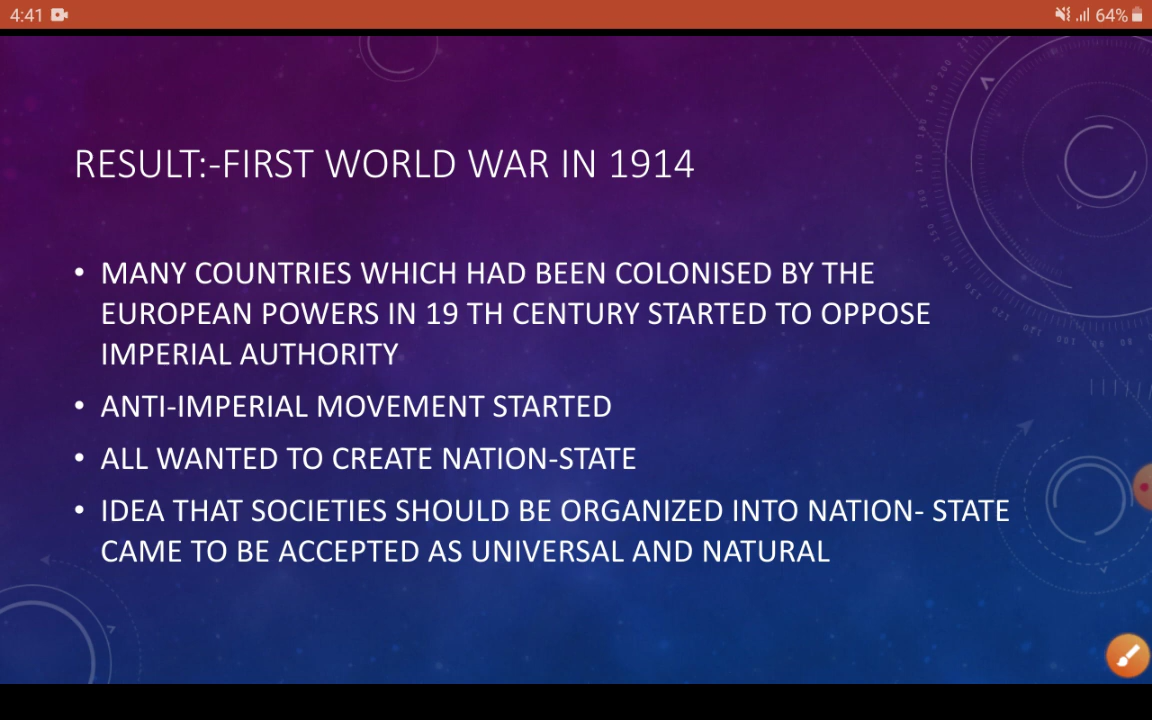 4:41
64%
RESULT:-FIRST WORLD WAR IN 1914
• MANY COUNTRIES WHICH HAD BEEN COLONISED BY THE
EUROPEAN POWERS IN 19 TH CENTURY STARTED TO OPPOSE
IMPERIAL AUTHORITY
• ANTI-IMPERIAL MOVEMENT STARTED
• ALL WANTED TO CREATE NATION-STATE
• IDEA THAT SOCIETIES SHOULD BE ORGANIZED INTO NATION- STATE
CAME TO BE ACCEPTED AS UNIVERSAL AND NATURAL